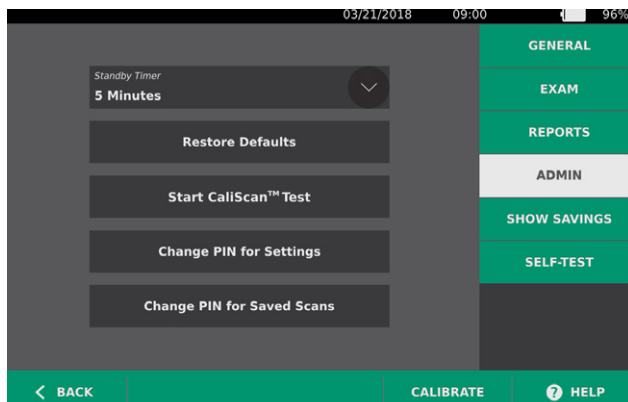 03/21/2018 09:00 96%
GENERAL
Standby Timer
5 Minutes
EXAM
Restore Defaults
REPORTS
ADMIN
Start CaliScan™ Test
SHOW SAVINGS
Change PIN for Settings
SELF-TEST
Change PIN for Saved Scans
BACK
CALIBRATE
? HELP